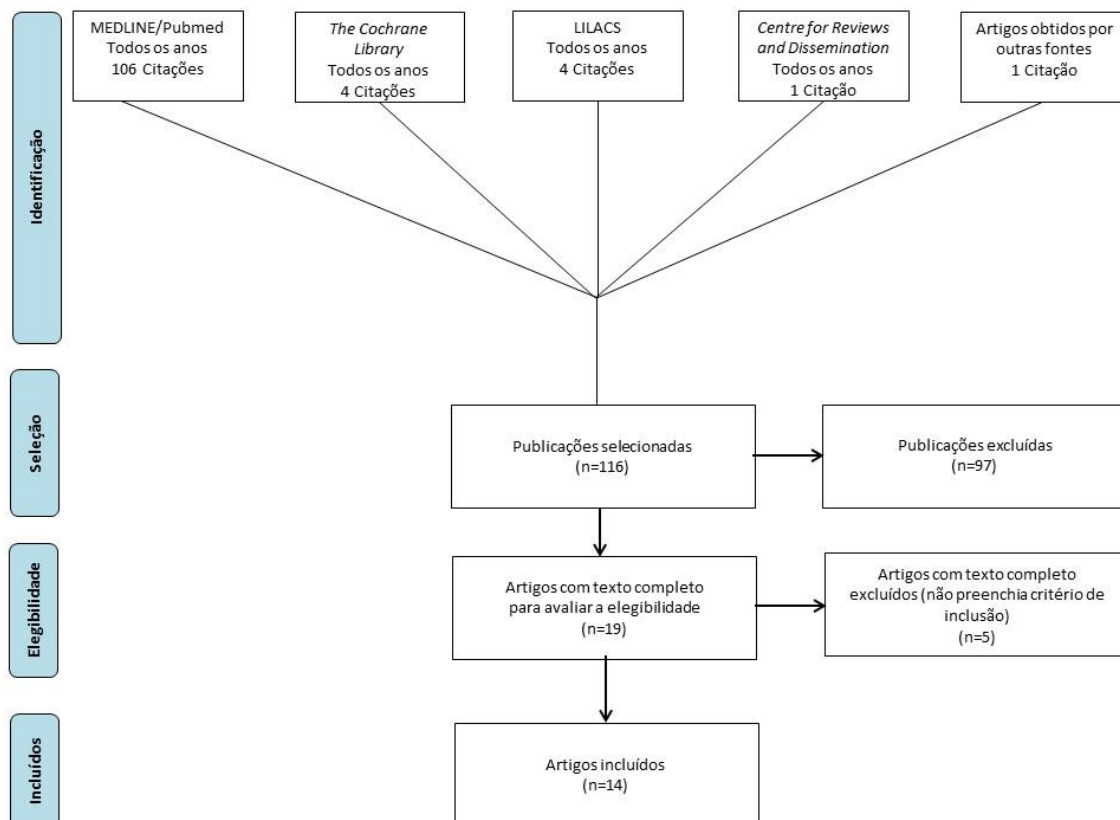 MEDLINE/Pubmed
Todos os anos
106 Citações
The Cochrane
Library
Todos os anos
4 Citações
LILACS
Todos os anos
4 Citações
Centre for Reviews
and Dissemination
Todos os anos
1 Citação
Artigos obtidos por
outras fontes
1 Citação
Identificação
Seleção
Publicações selecionadas
(n=116)
Publicações excluídas
(n=97)
Elegibilidade
Artigos com texto completo
para avaliar a elegibilidade
(n=19)
Artigos com texto completo
excluídos (não preenchia critério de
inclusão)
(n=5)
Incluídos
Artigos incluídos
(n=14)